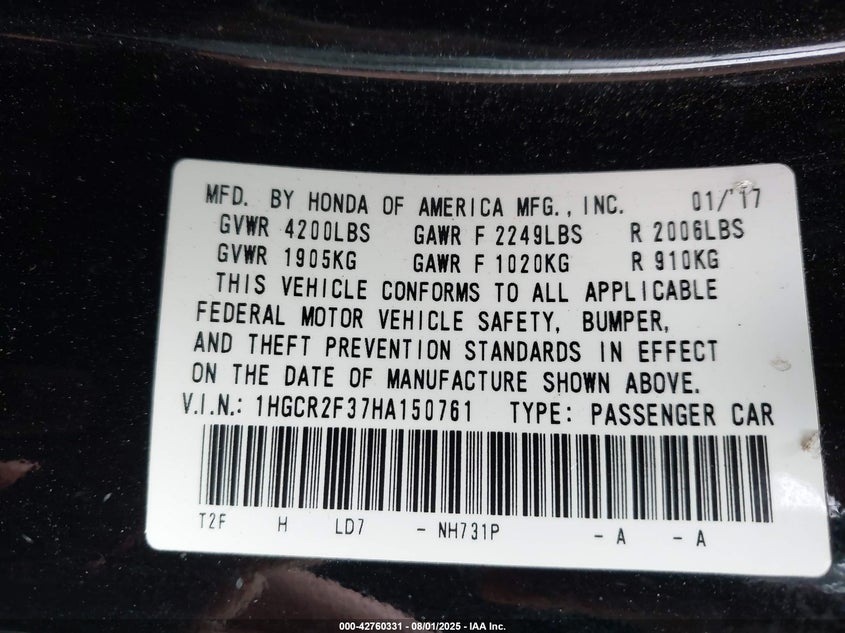 MFD. BY HONDA OF AMERICA MFG., INC. 01/'17
GVWR 4200LBS GAWR F 2249LBS R 2006LBS
GVWR 1905KG GAWR F 1020KG R 910KG
THIS VEHICLE CONFORMS TO ALL APPLICABLE
FEDERAL MOTOR VEHICLE SAFETY, BUMPER,
AND THEFT PREVENTION STANDARDS IN EFFECT
ON THE DATE OF MANUFACTURE SHOWN ABOVE.
V.I.N.: 1HGCR2F37HA150761 TYPE: PASSENGER CAR
T2F H LD7 - NH731P - A - A
000-42760331 - 08/01/2025 - IAA Inc.